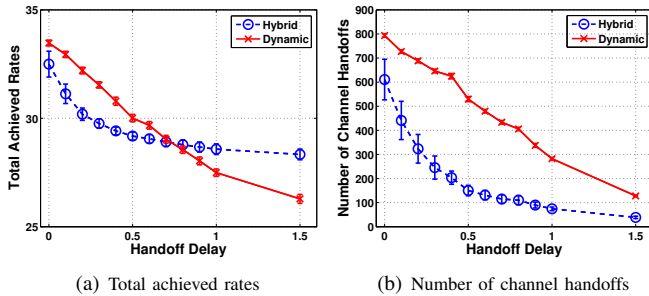 35
30
25
Total Achieved Rates
Hybrid
Dynamic
0
0.5
1
1.5
Handoff Delay
(a) Total achieved rates
900
800
700
600
500
400
300
200
100
0
Number of Channel Handoffs
Hybrid
Dynamic
0
0.5
1
1.5
Handoff Delay
(b) Number of channel handoffs